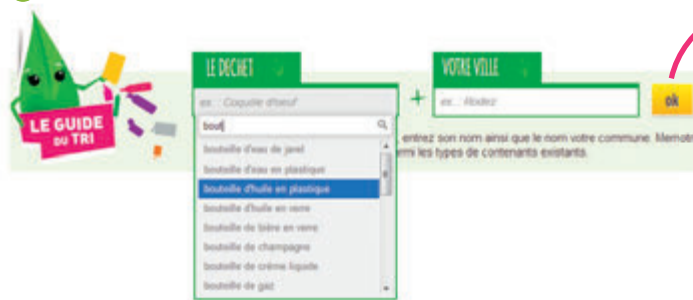 LE DECHET
VOTRE VILLE
ex. : Coquille d'oeuf
+
ex. : Rodez
ok
LE GUIDE
DU TRI
bout
, entrez son nom ainsi que le nom votre commune. Memotri
rmi les types de contenants existants.
bouteille d'eau de javel
bouteille d'eau en plastique
bouteille d'huile en plastique
bouteille d'huile en verre
bouteille de bière en verre
bouteille de champagne
bouteille de crème liquide
bouteille de gaz